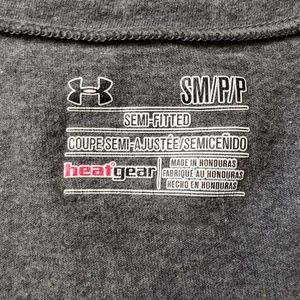 SM/P/P
SEMI-FITTED
COUPE SEMI-AJUSTÉE/SEMICEÑIDO
heatgear
MADE IN HONDURAS
FABRIQUÉ AU HONDURAS
HECHO EN HONDURAS